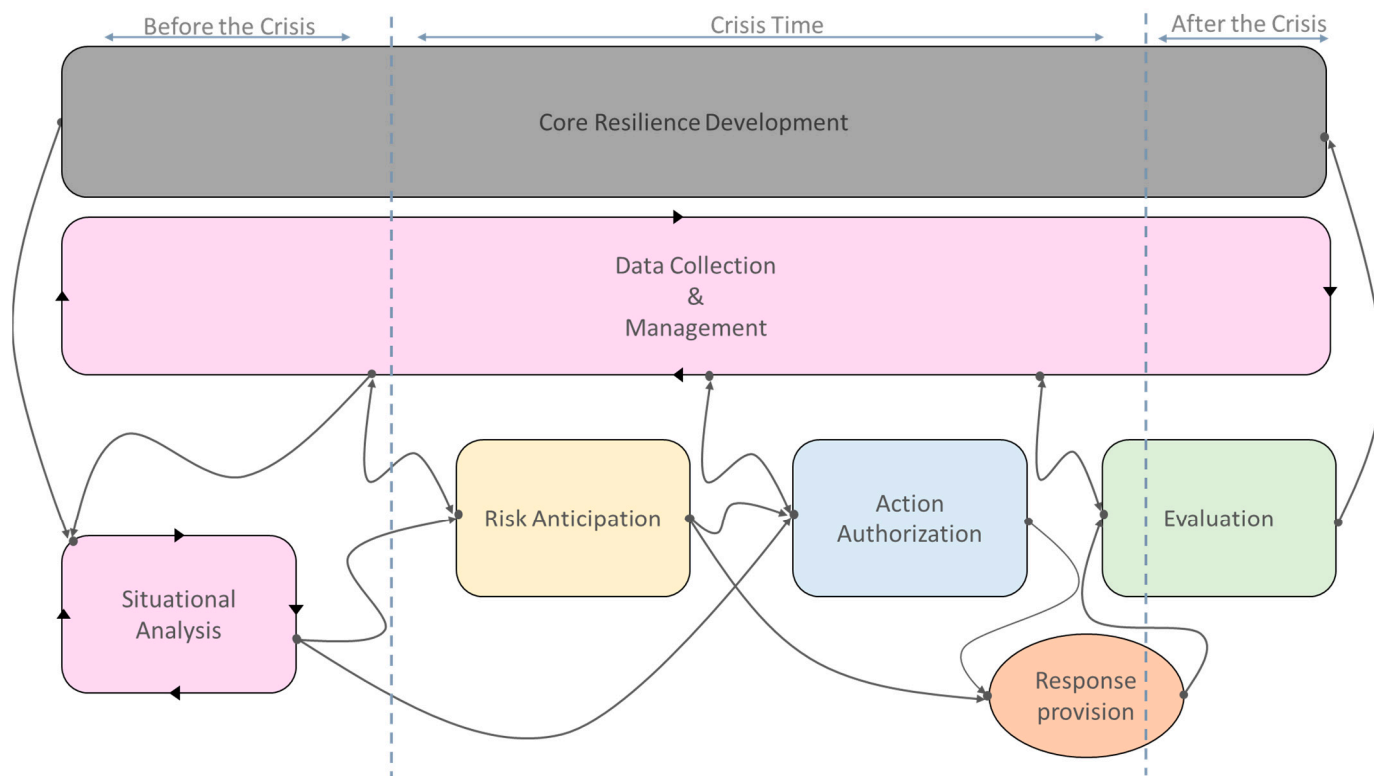 Before the Crisis
Crisis Time
After the Crisis
Core Resilience Development
Data Collection
&
Management
Risk Anticipation
Action
Authorization
Evaluation
Situational
Analysis
Response
provision